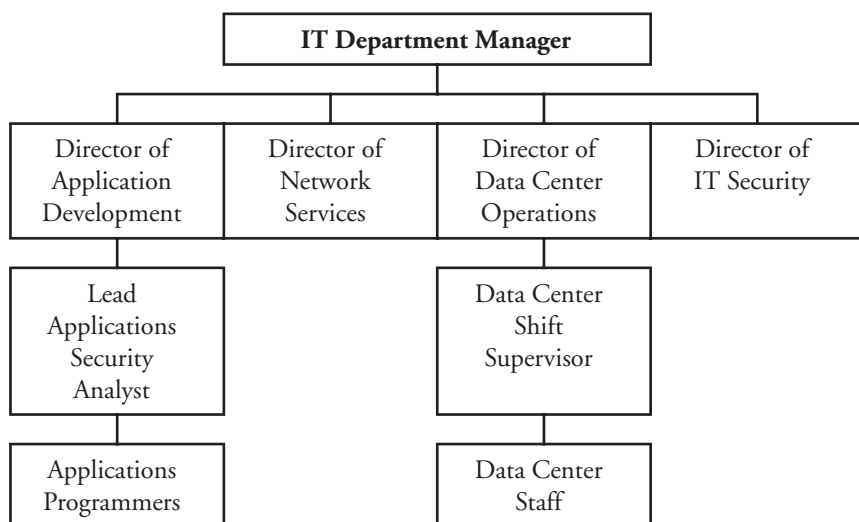 IT Department Manager
Director of
Application
Development
Director of
Network
Services
Director of
Data Center
Operations
Director of
IT Security
Lead
Applications
Security
Analyst
Data Center
Shift
Supervisor
Applications
Programmers
Data Center
Staff